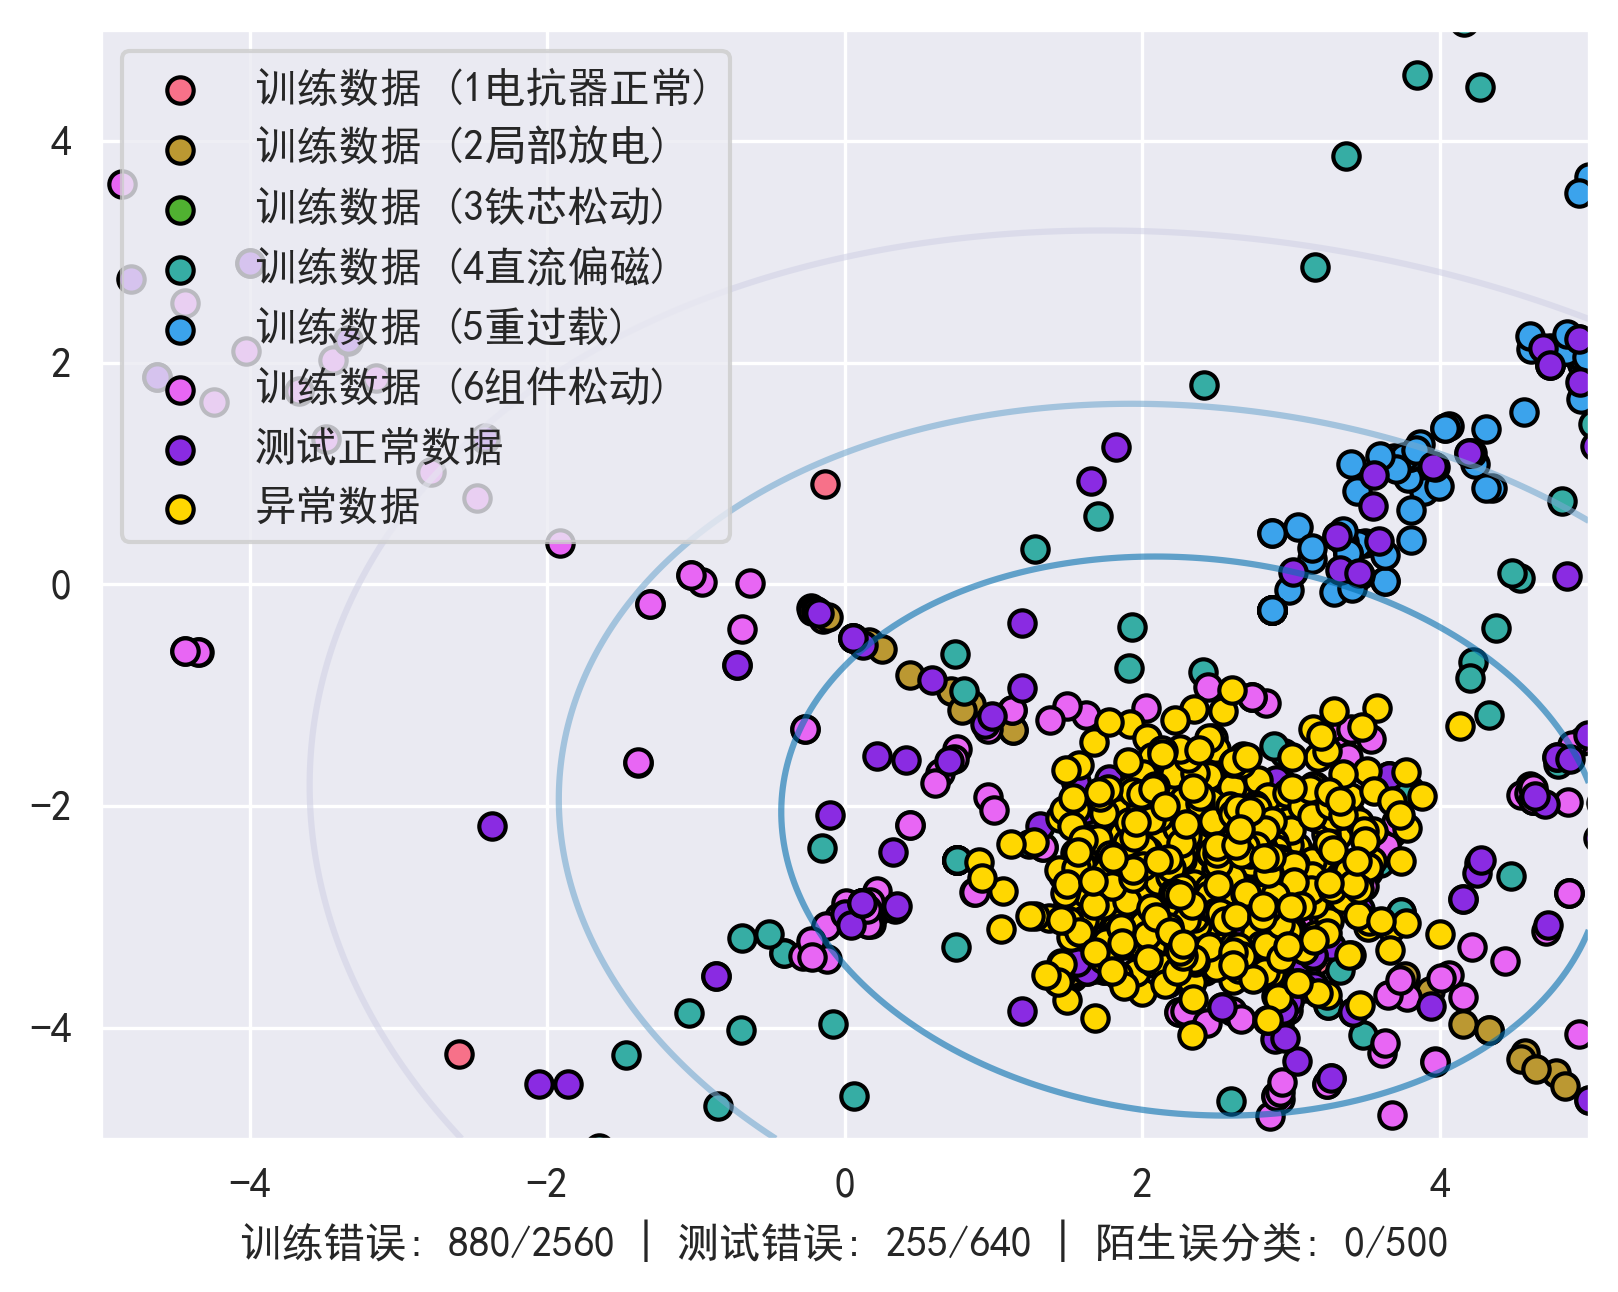 训练数据 (1电抗器正常)
训练数据 (2局部放电)
训练数据 (3铁芯松动)
训练数据 (4直流偏磁)
训练数据 (5重过载)
训练数据 (6组件松动)
测试正常数据
异常数据
4
2
0
−2
−4
−4 −2 0 2 4
训练错误: 880/2560 | 测试错误: 255/640 | 陌生误分类: 0/500